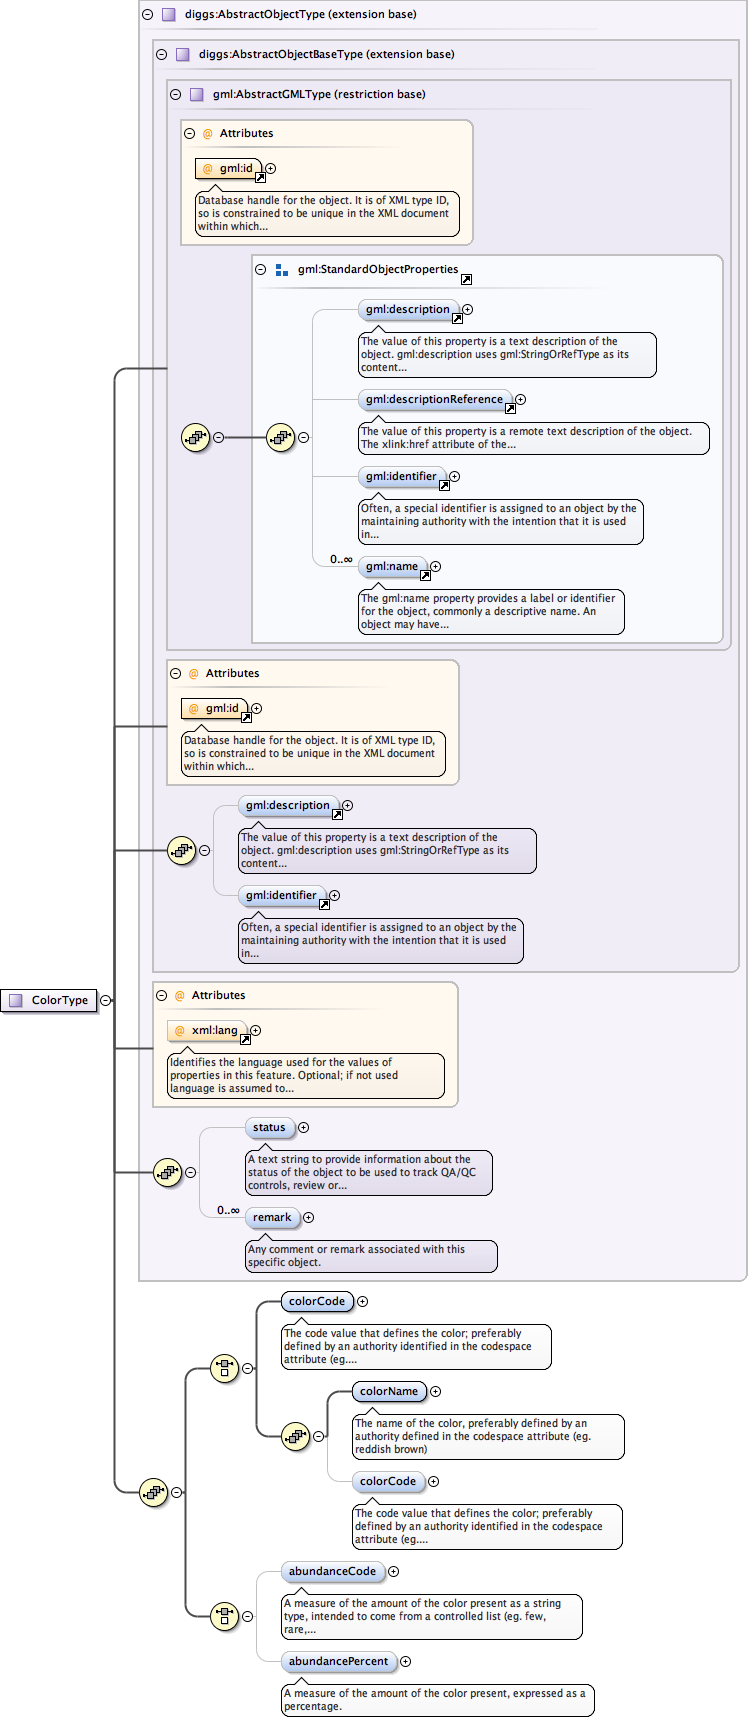 diggs:AbstractObjectType (extension base)
diggs:AbstractObjectBaseType (extension base)
gml:AbstractGMLType (restriction base)
@ Attributes
@ gml:id
Database handle for the object. It is of XML type ID,
so is constrained to be unique in the XML document
within which...
gml:StandardObjectProperties
gml:description
The value of this property is a text description of the
object. gml:description uses gml:StringOrRefType as its
content...
gml:descriptionReference
The value of this property is a remote text description of the object.
The xlink:href attribute of the...
gml:identifier
Often, a special identifier is assigned to an object by the
maintaining authority with the intention that it is used
in...
0..∞
gml:name
The gml:name property provides a label or identifier
for the object, commonly a descriptive name. An
object may have...
@ Attributes
@ gml:id
Database handle for the object. It is of XML type ID,
so is constrained to be unique in the XML document
within which...
gml:description
The value of this property is a text description of the
object. gml:description uses gml:StringOrRefType as its
content...
gml:identifier
Often, a special identifier is assigned to an object by the
maintaining authority with the intention that it is used
in...
ColorType
@ Attributes
@ xml:lang
Identifies the language used for the values of
properties in this feature. Optional; if not used
language is assumed to...
status
A text string to provide information about the
status of the object to be used to track QA/QC
controls, review or...
0..∞
remark
Any comment or remark associated with this
specific object.
colorCode
The code value that defines the color; preferably
defined by an authority identified in the codespace
attribute (eg....
colorName
The name of the color, preferably defined by an
authority defined in the codespace attribute (eg.
reddish brown)
colorCode
The code value that defines the color; preferably
defined by an authority identified in the codespace
attribute (eg....
abundanceCode
A measure of the amount of the color present as a string
type, intended to come from a controlled list (eg. few,
rare,...
abundancePercent
A measure of the amount of the color present, expressed as a
percentage.